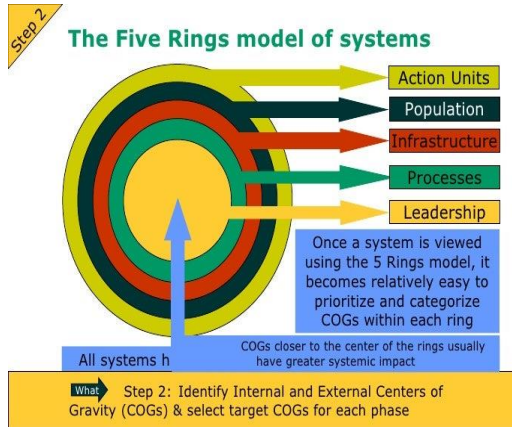 Step 2
The Five Rings model of systems
Action Units
Population
Infrastructure
Processes
Leadership
Once a system is viewed
using the 5 Rings model, it
becomes relatively easy to
prioritize and categorize
COGs within each ring
All systems h
COGs closer to the center of the rings usually
have greater systemic impact
What
Step 2: Identify Internal and External Centers of
Gravity (COGs) & select target COGs for each phase